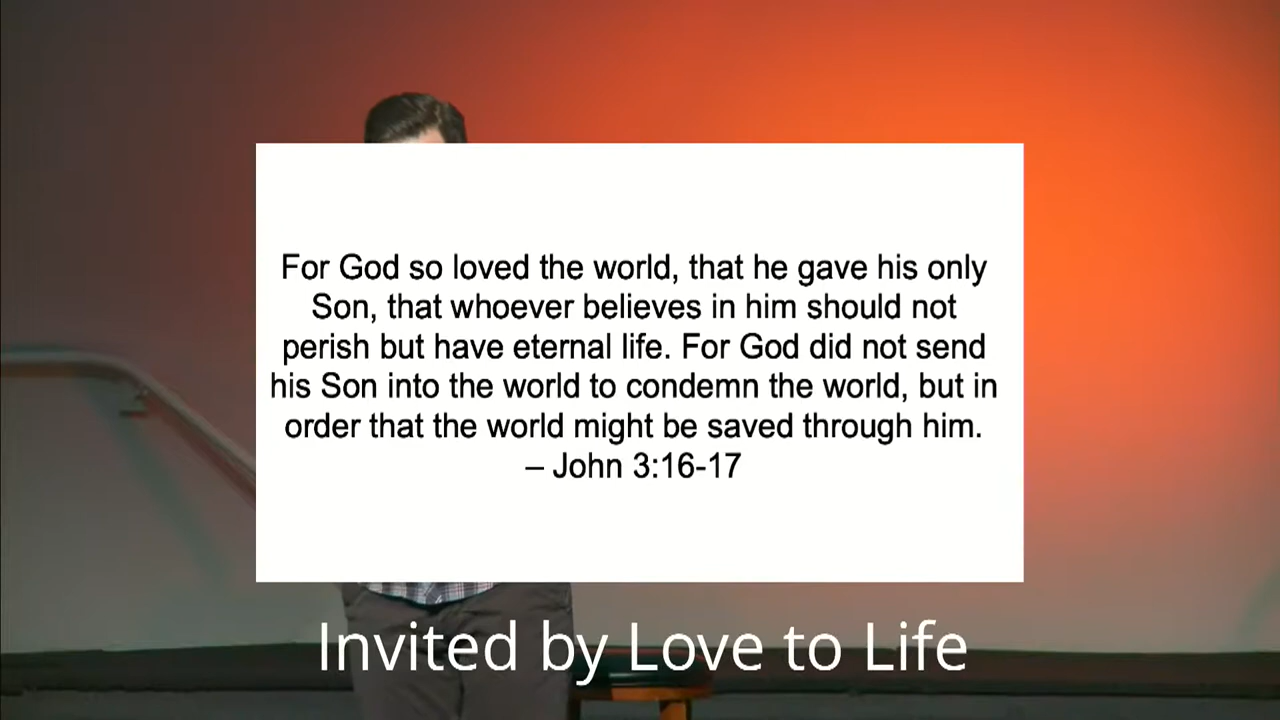 For God so loved the world, that he gave his only
Son, that whoever believes in him should not
perish but have eternal life. For God did not send
his Son into the world to condemn the world, but in
order that the world might be saved through him.
– John 3:16-17
Invited by Love to Life